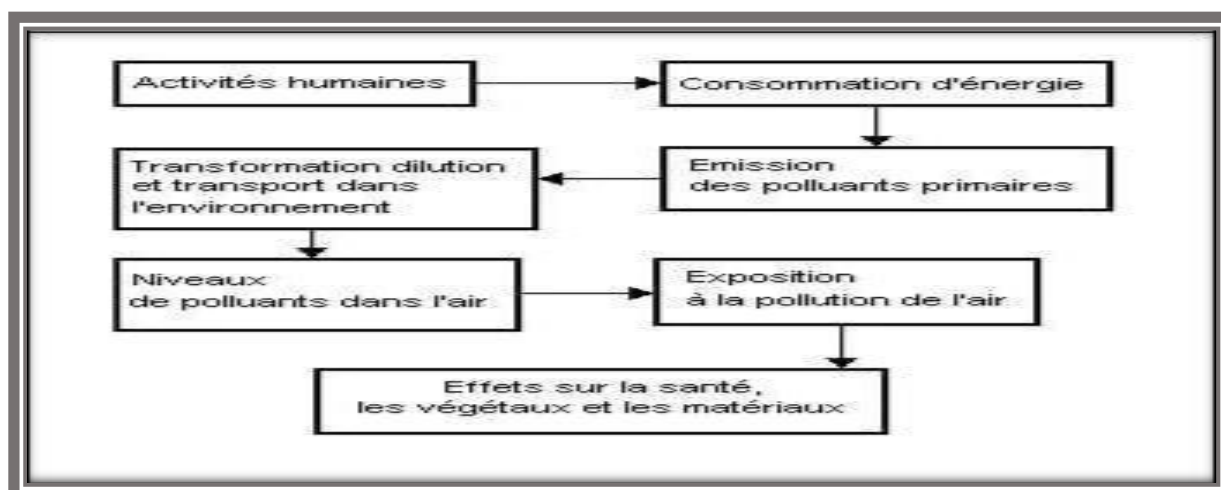 Activités humaines
Consommation d'énergie
Emission
des polluants primaires
Transformation dilution
et transport dans
l'environnement
Niveaux
de polluants dans l'air
Exposition
à la pollution de l'air
Effets sur la santé,
les végétaux et les matériaux